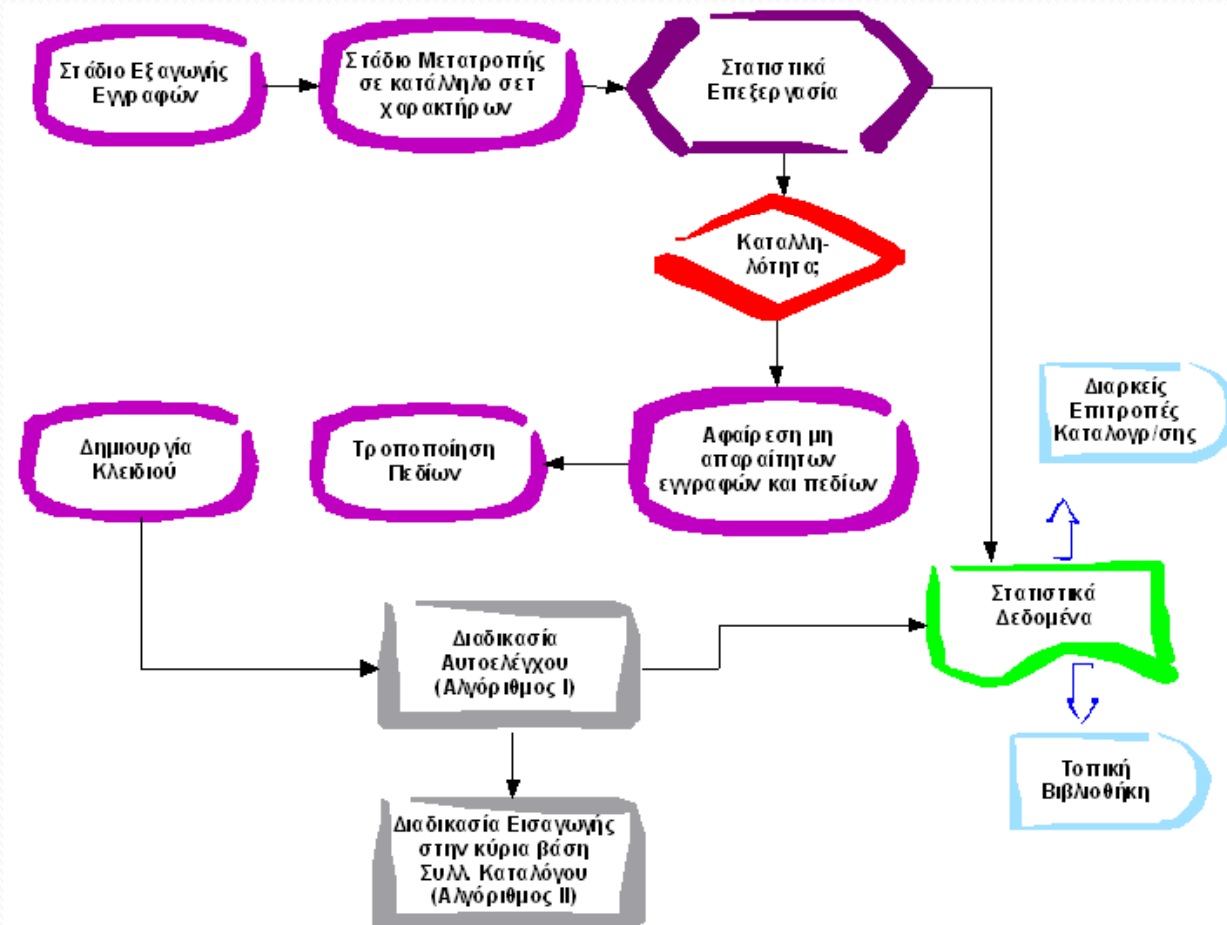 Στάδιο Εξαγωγής
Εγγραφών
Στάδιο Μετατροπής
σε κατάλληλο σετ
χαρακτήρων
Στατιστικά
Επεξεργασία
Καταλλη-
λότητα;
Διαρκείς
Επιτροπές
Καταλογρ/σης
Δημιουργία
Κλειδιού
Τροποποίηση
Πεδίων
Αφαίρεση μη
απαραίτητων
εγγραφών και πεδίων
Στατιστικά
Δεδομένα
Διαδικασία
Αυτοελέγχου
(Αλγόριθμος I)
Τοπική
Βιβλιοθήκη
Διαδικασία Εισαγωγής
στην κύρια βάση
Συλλ. Καταλόγου
(Αλγόριθμος II)